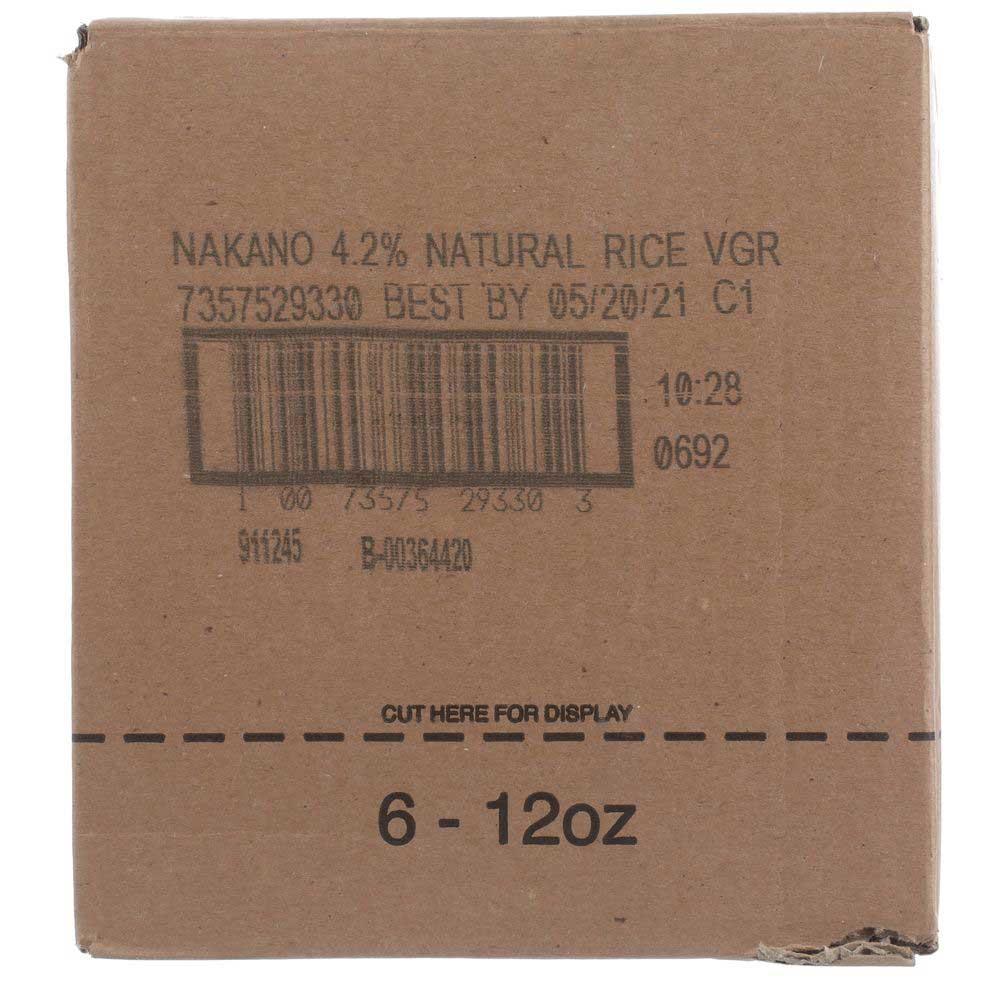 NAKANO 4.2% NATURAL RICE VGR
7357529330 BEST BY 05/20/21 C1
10:28
0692
1 00 73575 29330 3
911245 B-00364420
CUT HERE FOR DISPLAY
6 - 12oz